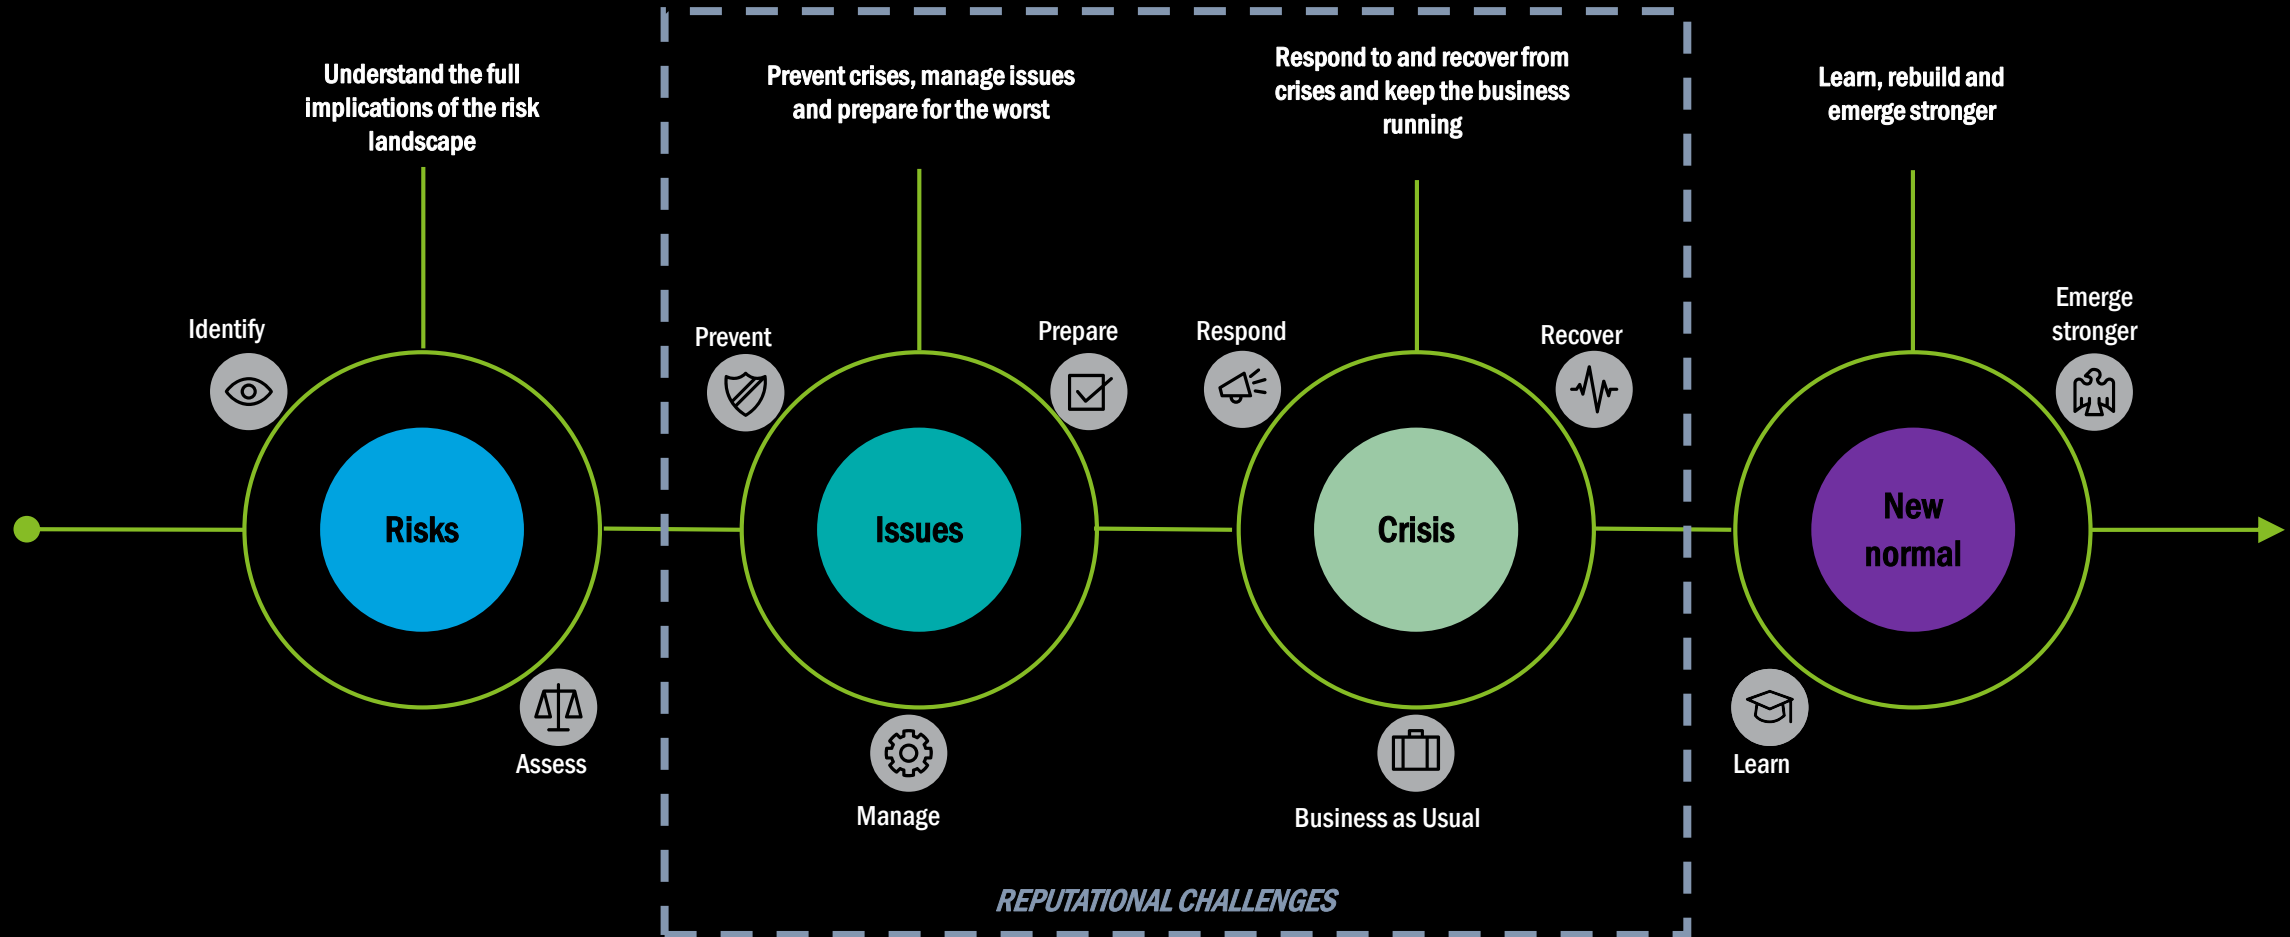 Understand the full
implications of the risk
landscape
Prevent crises, manage issues
and prepare for the worst
Respond to and recover from
crises and keep the business
running
Learn, rebuild and
emerge stronger
Identify
Prevent
Prepare
Respond
Recover
Emerge
stronger
Risks
Issues
Crisis
New
normal
Assess
Manage
Business as Usual
Learn
REPUTATIONAL CHALLENGES